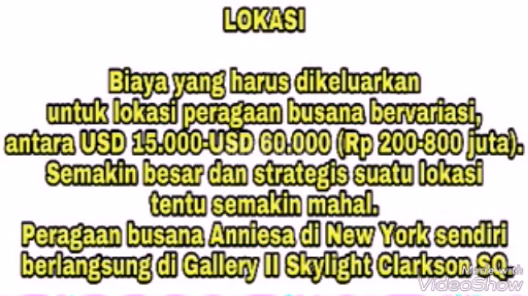 LOKASI
Biaya yang harus dikeluarkan
untuk lokasi peragaan busana bervariasi,
antara USD 15.000-USD 60.000 (Rp 200-800 juta).
Semakin besar dan strategis suatu lokasi
tentu semakin mahal.
Peragaan busana Anniesa di New York sendiri
berlangsung di Gallery II Skylight Clarkson SQ.
Made with
VideoShow